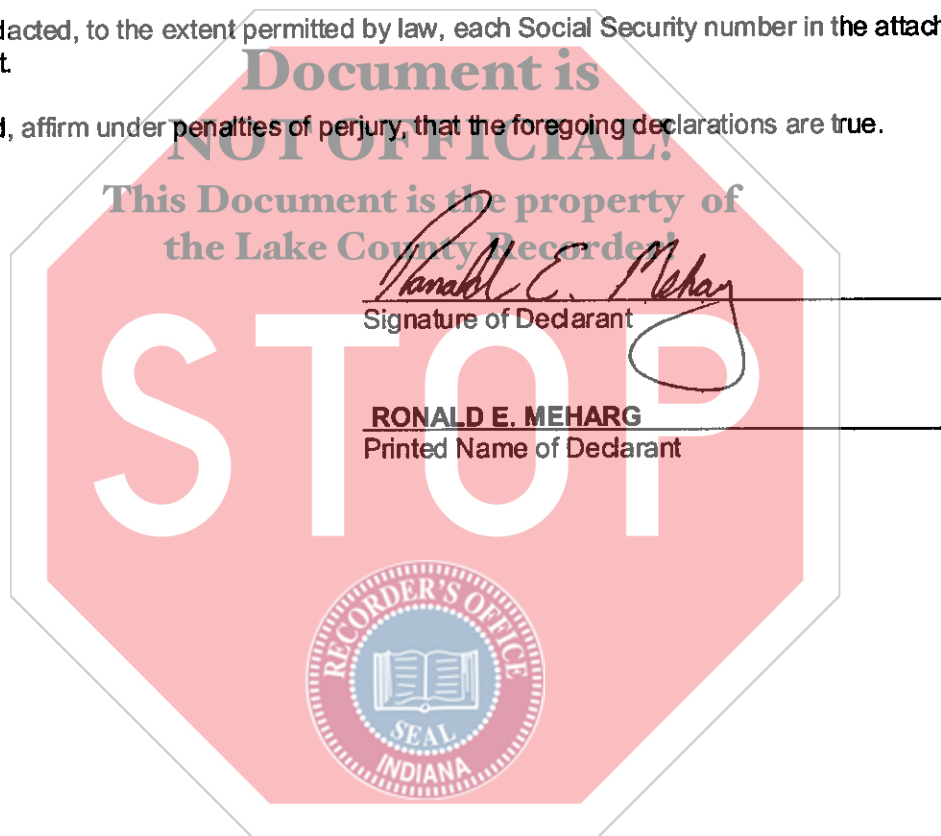 dacted, to the extent permitted by law, each Social Security number in the attach
t.
Document is
d, affirm under penalties of perjury, that the foregoing declarations are true.
NOT OFFICIAL!
This Document is the property of
the Lake County Recorder!
Ronald E. Meharg
Signature of Declarant
RONALD E. MEHARG
Printed Name of Declarant
STOP
RECORDER'S OFFICE
SEAL
INDIANA